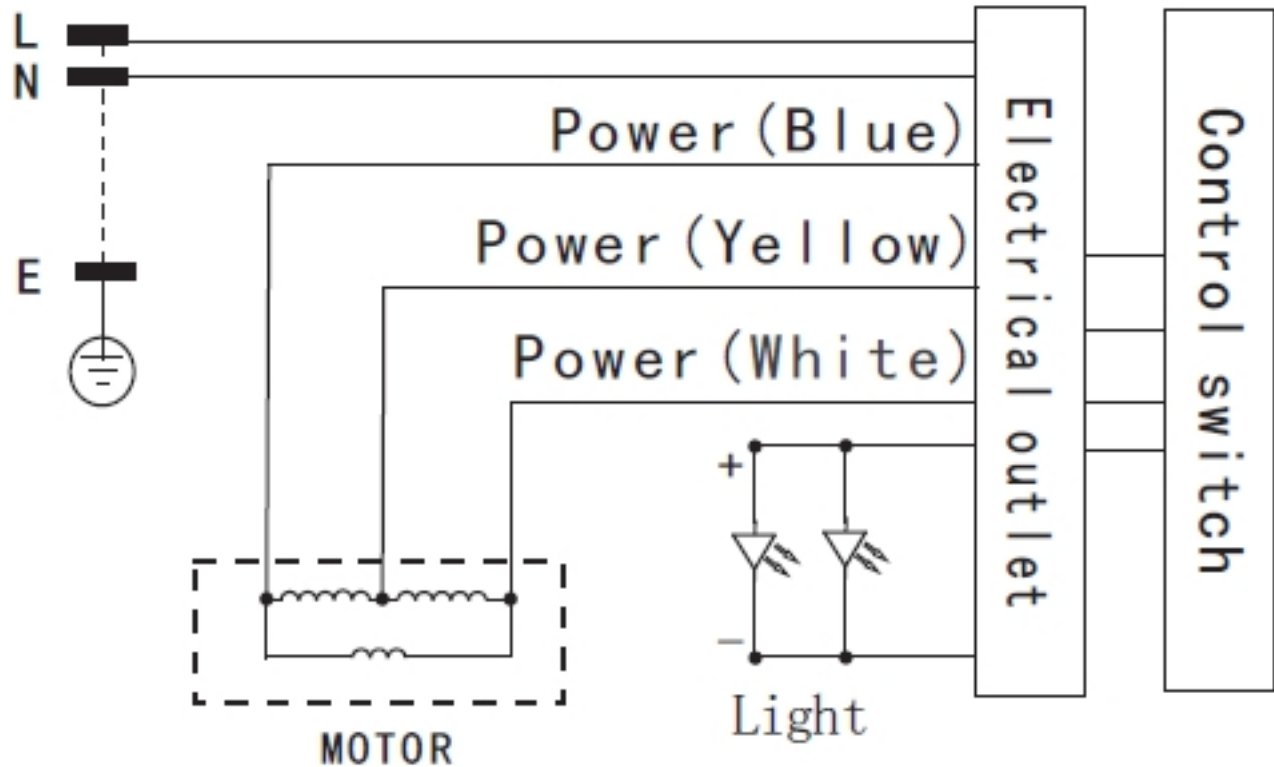 L
N
Power(Blue)
Power(Yellow)
E
Power(White)
+
−
Light
MOTOR
Electrical outlet
Control switch